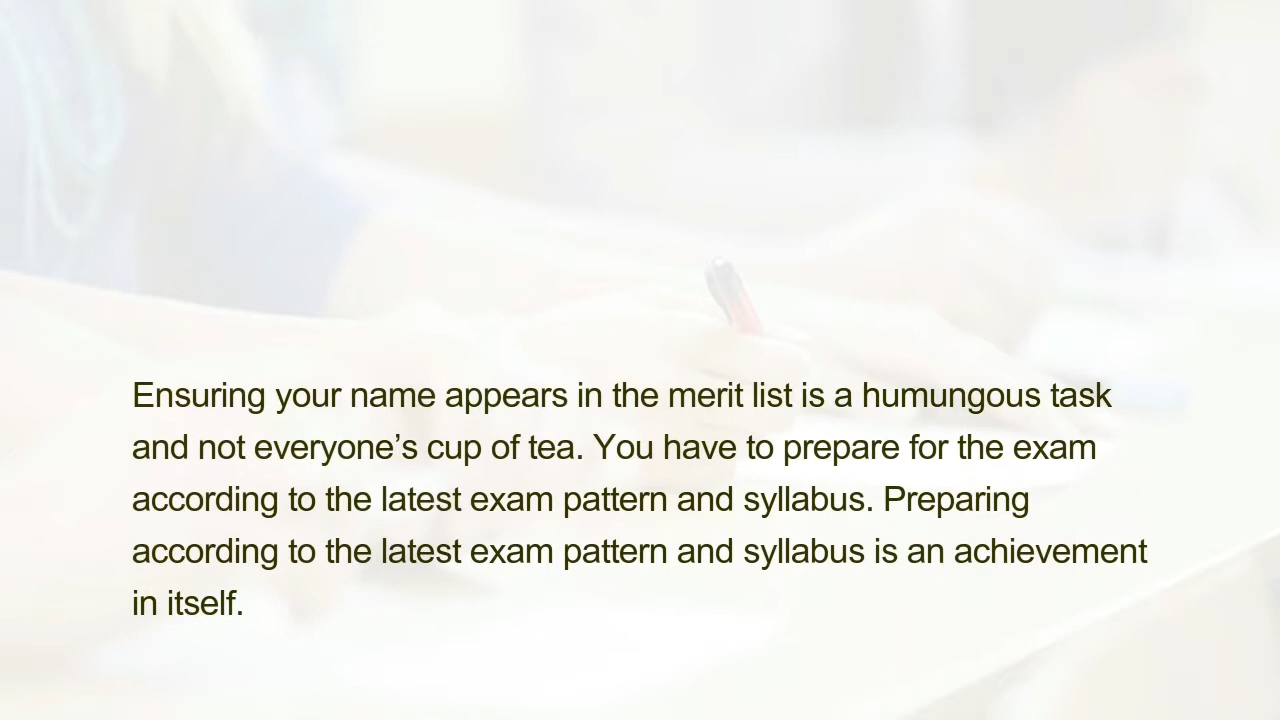 Ensuring your name appears in the merit list is a humungous task
and not everyone’s cup of tea. You have to prepare for the exam
according to the latest exam pattern and syllabus. Preparing
according to the latest exam pattern and syllabus is an achievement
in itself.